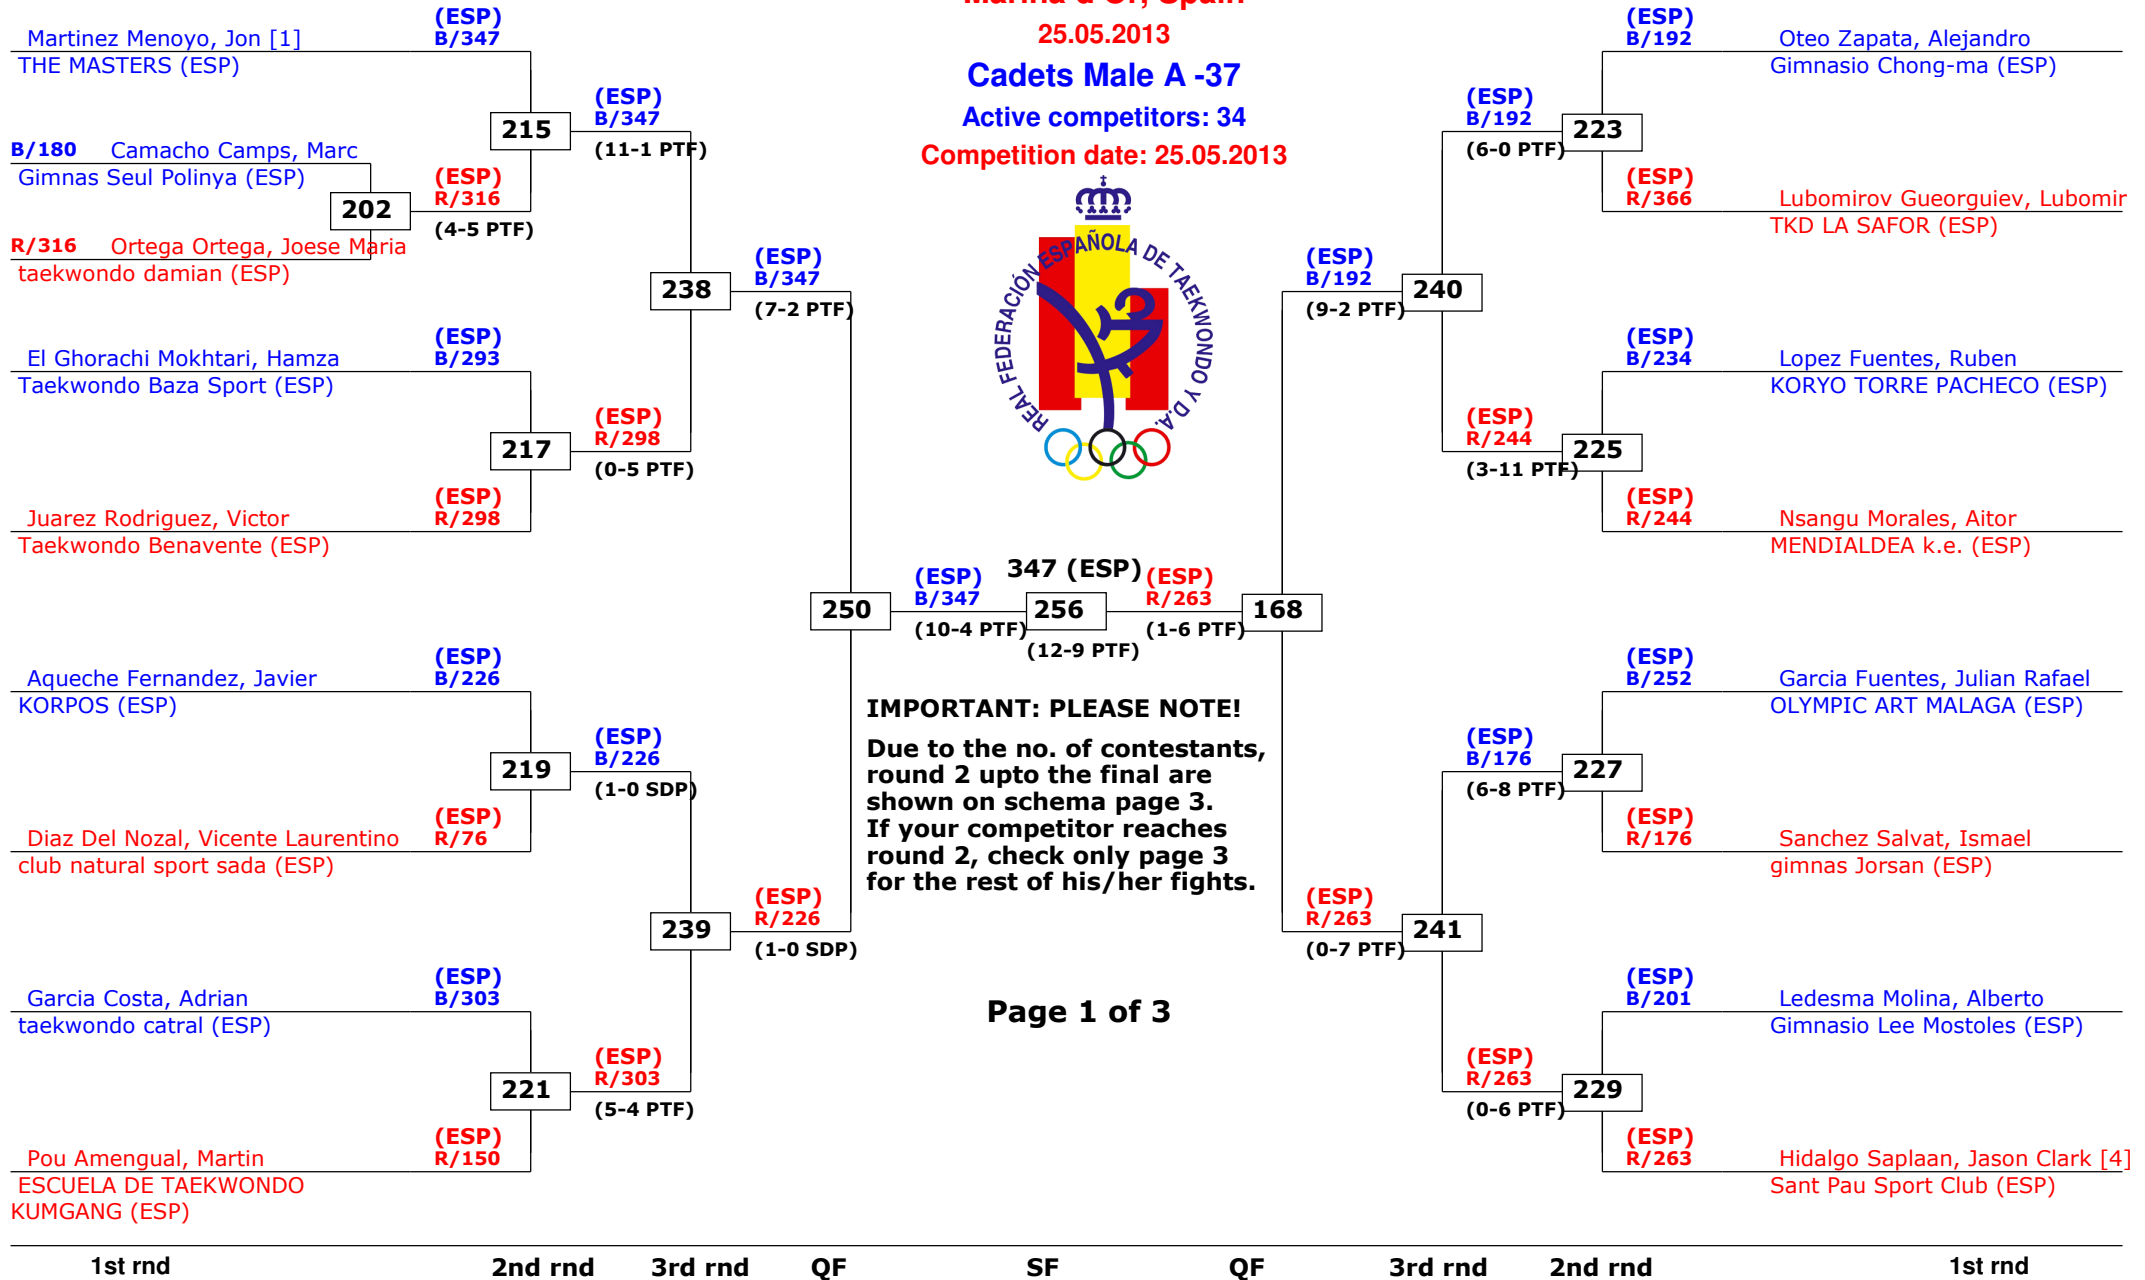 Marina d'Or, Spain
25.05.2013
Cadets Male A -37
Active competitors: 34
Competition date: 25.05.2013
REAL FEDERACIÓN ESPAÑOLA DE TAEKWONDO Y D.A.
(ESP)
B/347
Martinez Menoyo, Jon [1]
THE MASTERS (ESP)
215
(ESP)
B/347
(11-1 PTF)
B/180 Camacho Camps, Marc
Gimnas Seul Polinya (ESP)
202
(ESP)
R/316
(4-5 PTF)
R/316 Ortega Ortega, Joese Maria
taekwondo damian (ESP)
238
(ESP)
B/347
(7-2 PTF)
(ESP)
B/293
El Ghorachi Mokhtari, Hamza
Taekwondo Baza Sport (ESP)
217
(ESP)
R/298
(0-5 PTF)
(ESP)
R/298
Juarez Rodriguez, Victor
Taekwondo Benavente (ESP)
250
(ESP)
B/347
(10-4 PTF)
347 (ESP)
256
(12-9 PTF)
(ESP)
R/263
(1-6 PTF)
168
(ESP)
B/226
Aqueche Fernandez, Javier
KORPOS (ESP)
219
(ESP)
B/226
(1-0 SDP)
(ESP)
R/76
Diaz Del Nozal, Vicente Laurentino
club natural sport sada (ESP)
239
(ESP)
R/226
(1-0 SDP)
(ESP)
B/303
Garcia Costa, Adrian
taekwondo catral (ESP)
221
(ESP)
R/303
(5-4 PTF)
(ESP)
R/150
Pou Amengual, Martin
ESCUELA DE TAEKWONDO
KUMGANG (ESP)
IMPORTANT: PLEASE NOTE!
Due to the no. of contestants,
round 2 upto the final are
shown on schema page 3.
If your competitor reaches
round 2, check only page 3
for the rest of his/her fights.
Page 1 of 3
(ESP)
B/192
Oteo Zapata, Alejandro
Gimnasio Chong-ma (ESP)
(ESP)
B/192
(6-0 PTF)
223
(ESP)
R/366
Lubomirov Gueorguiev, Lubomir
TKD LA SAFOR (ESP)
(ESP)
B/192
(9-2 PTF)
240
(ESP)
B/234
Lopez Fuentes, Ruben
KORYO TORRE PACHECO (ESP)
(ESP)
R/244
(3-11 PTF)
225
(ESP)
R/244
Nsangu Morales, Aitor
MENDIALDEA k.e. (ESP)
(ESP)
B/252
Garcia Fuentes, Julian Rafael
OLYMPIC ART MALAGA (ESP)
(ESP)
B/176
(6-8 PTF)
227
(ESP)
R/176
Sanchez Salvat, Ismael
gimnas Jorsan (ESP)
(ESP)
R/263
(0-7 PTF)
241
(ESP)
B/201
Ledesma Molina, Alberto
Gimnasio Lee Mostoles (ESP)
(ESP)
R/263
(0-6 PTF)
229
(ESP)
R/263
Hidalgo Saplaan, Jason Clark [4]
Sant Pau Sport Club (ESP)
1st rnd 2nd rnd 3rd rnd QF SF QF 3rd rnd 2nd rnd 1st rnd